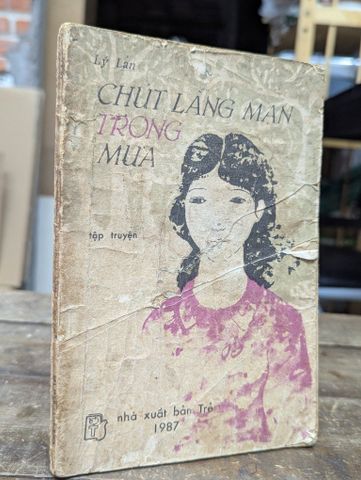 Lý Lan
CHÚT LÃNG MẠN
TRONG
MƯA
tập truyện
nhà xuất bản Trẻ
1987